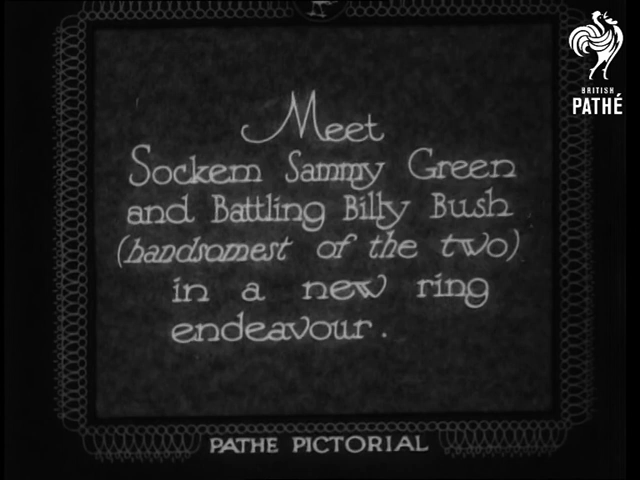 BRITISH
PATHÉ
Meet
Sockem Sammy Green
and Battling Billy Bush
(handsomest of the two)
in a new ring
endeavour.
PATHE PICTORIAL